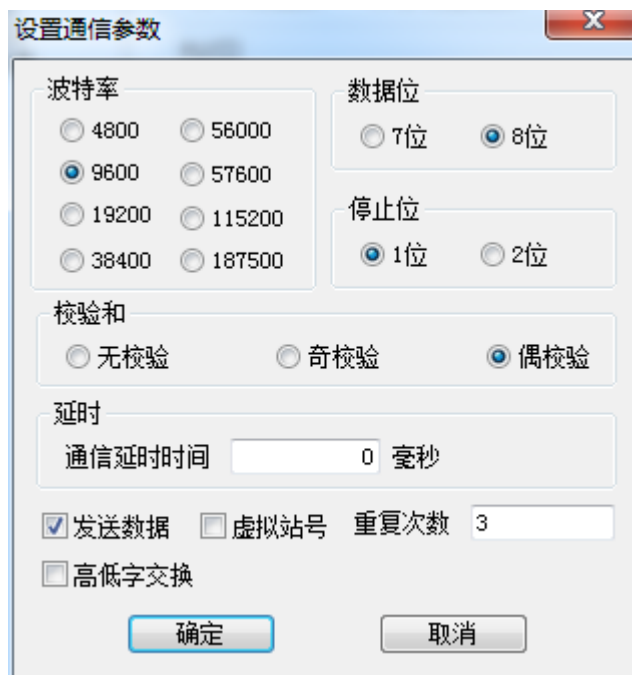 设置通信参数
波特率
4800 56000
9600 57600
19200 115200
38400 187500
数据位
7位 8位
停止位
1位 2位
校验和
无校验 奇校验 偶校验
延时
通信延时时间 0 毫秒
发送数据 虚拟站号 重复次数 3
高低字交换
确定 取消